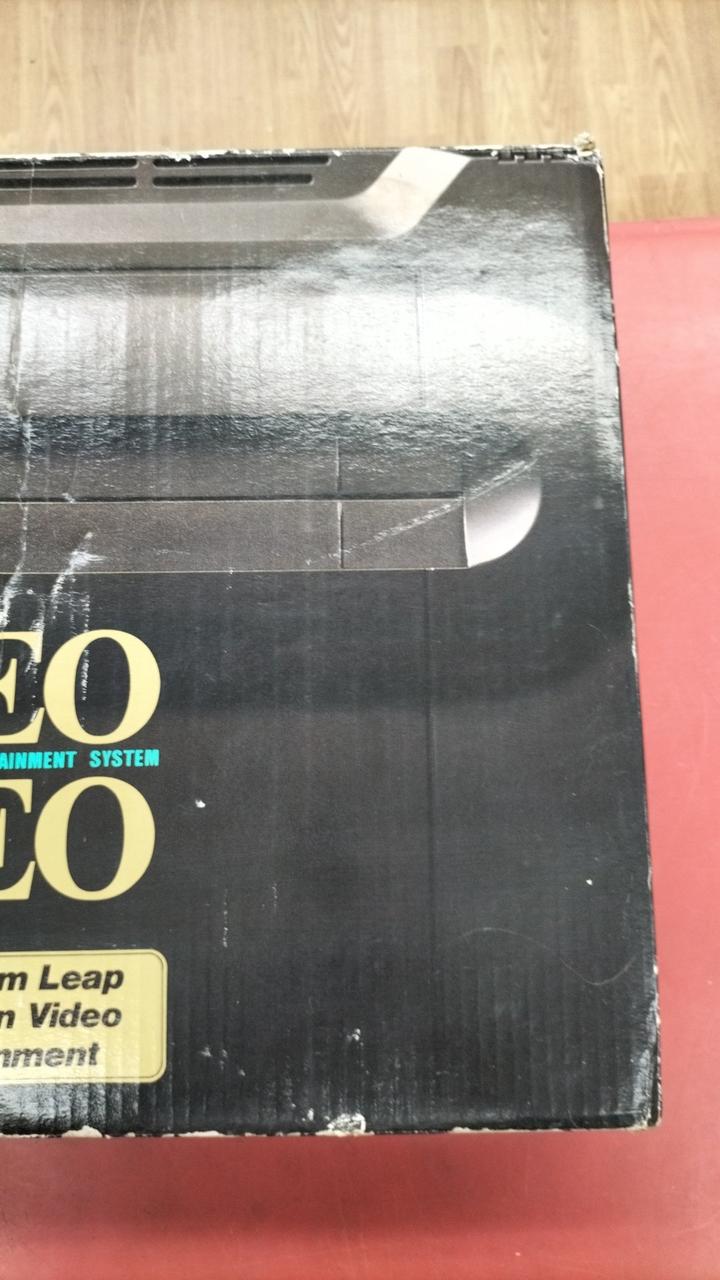 EO
AINMENT SYSTEM
EO
m Leap
n Video
nment